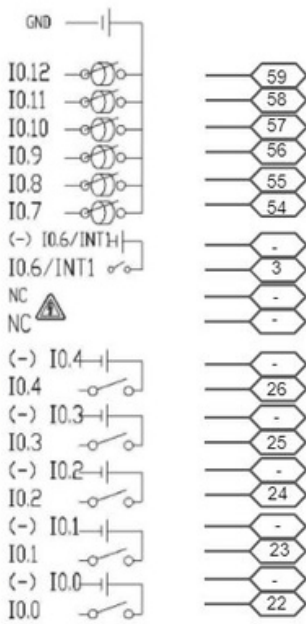 GND
I0.12 59
I0.11 58
I0.10 57
I0.9 56
I0.8 55
I0.7 54
(-) I0.6/INT1 -
I0.6/INT1 3
NC -
NC -
(-) I0.4 -
I0.4 26
(-) I0.3 -
I0.3 25
(-) I0.2 -
I0.2 24
(-) I0.1 -
I0.1 23
(-) I0.0 -
I0.0 22